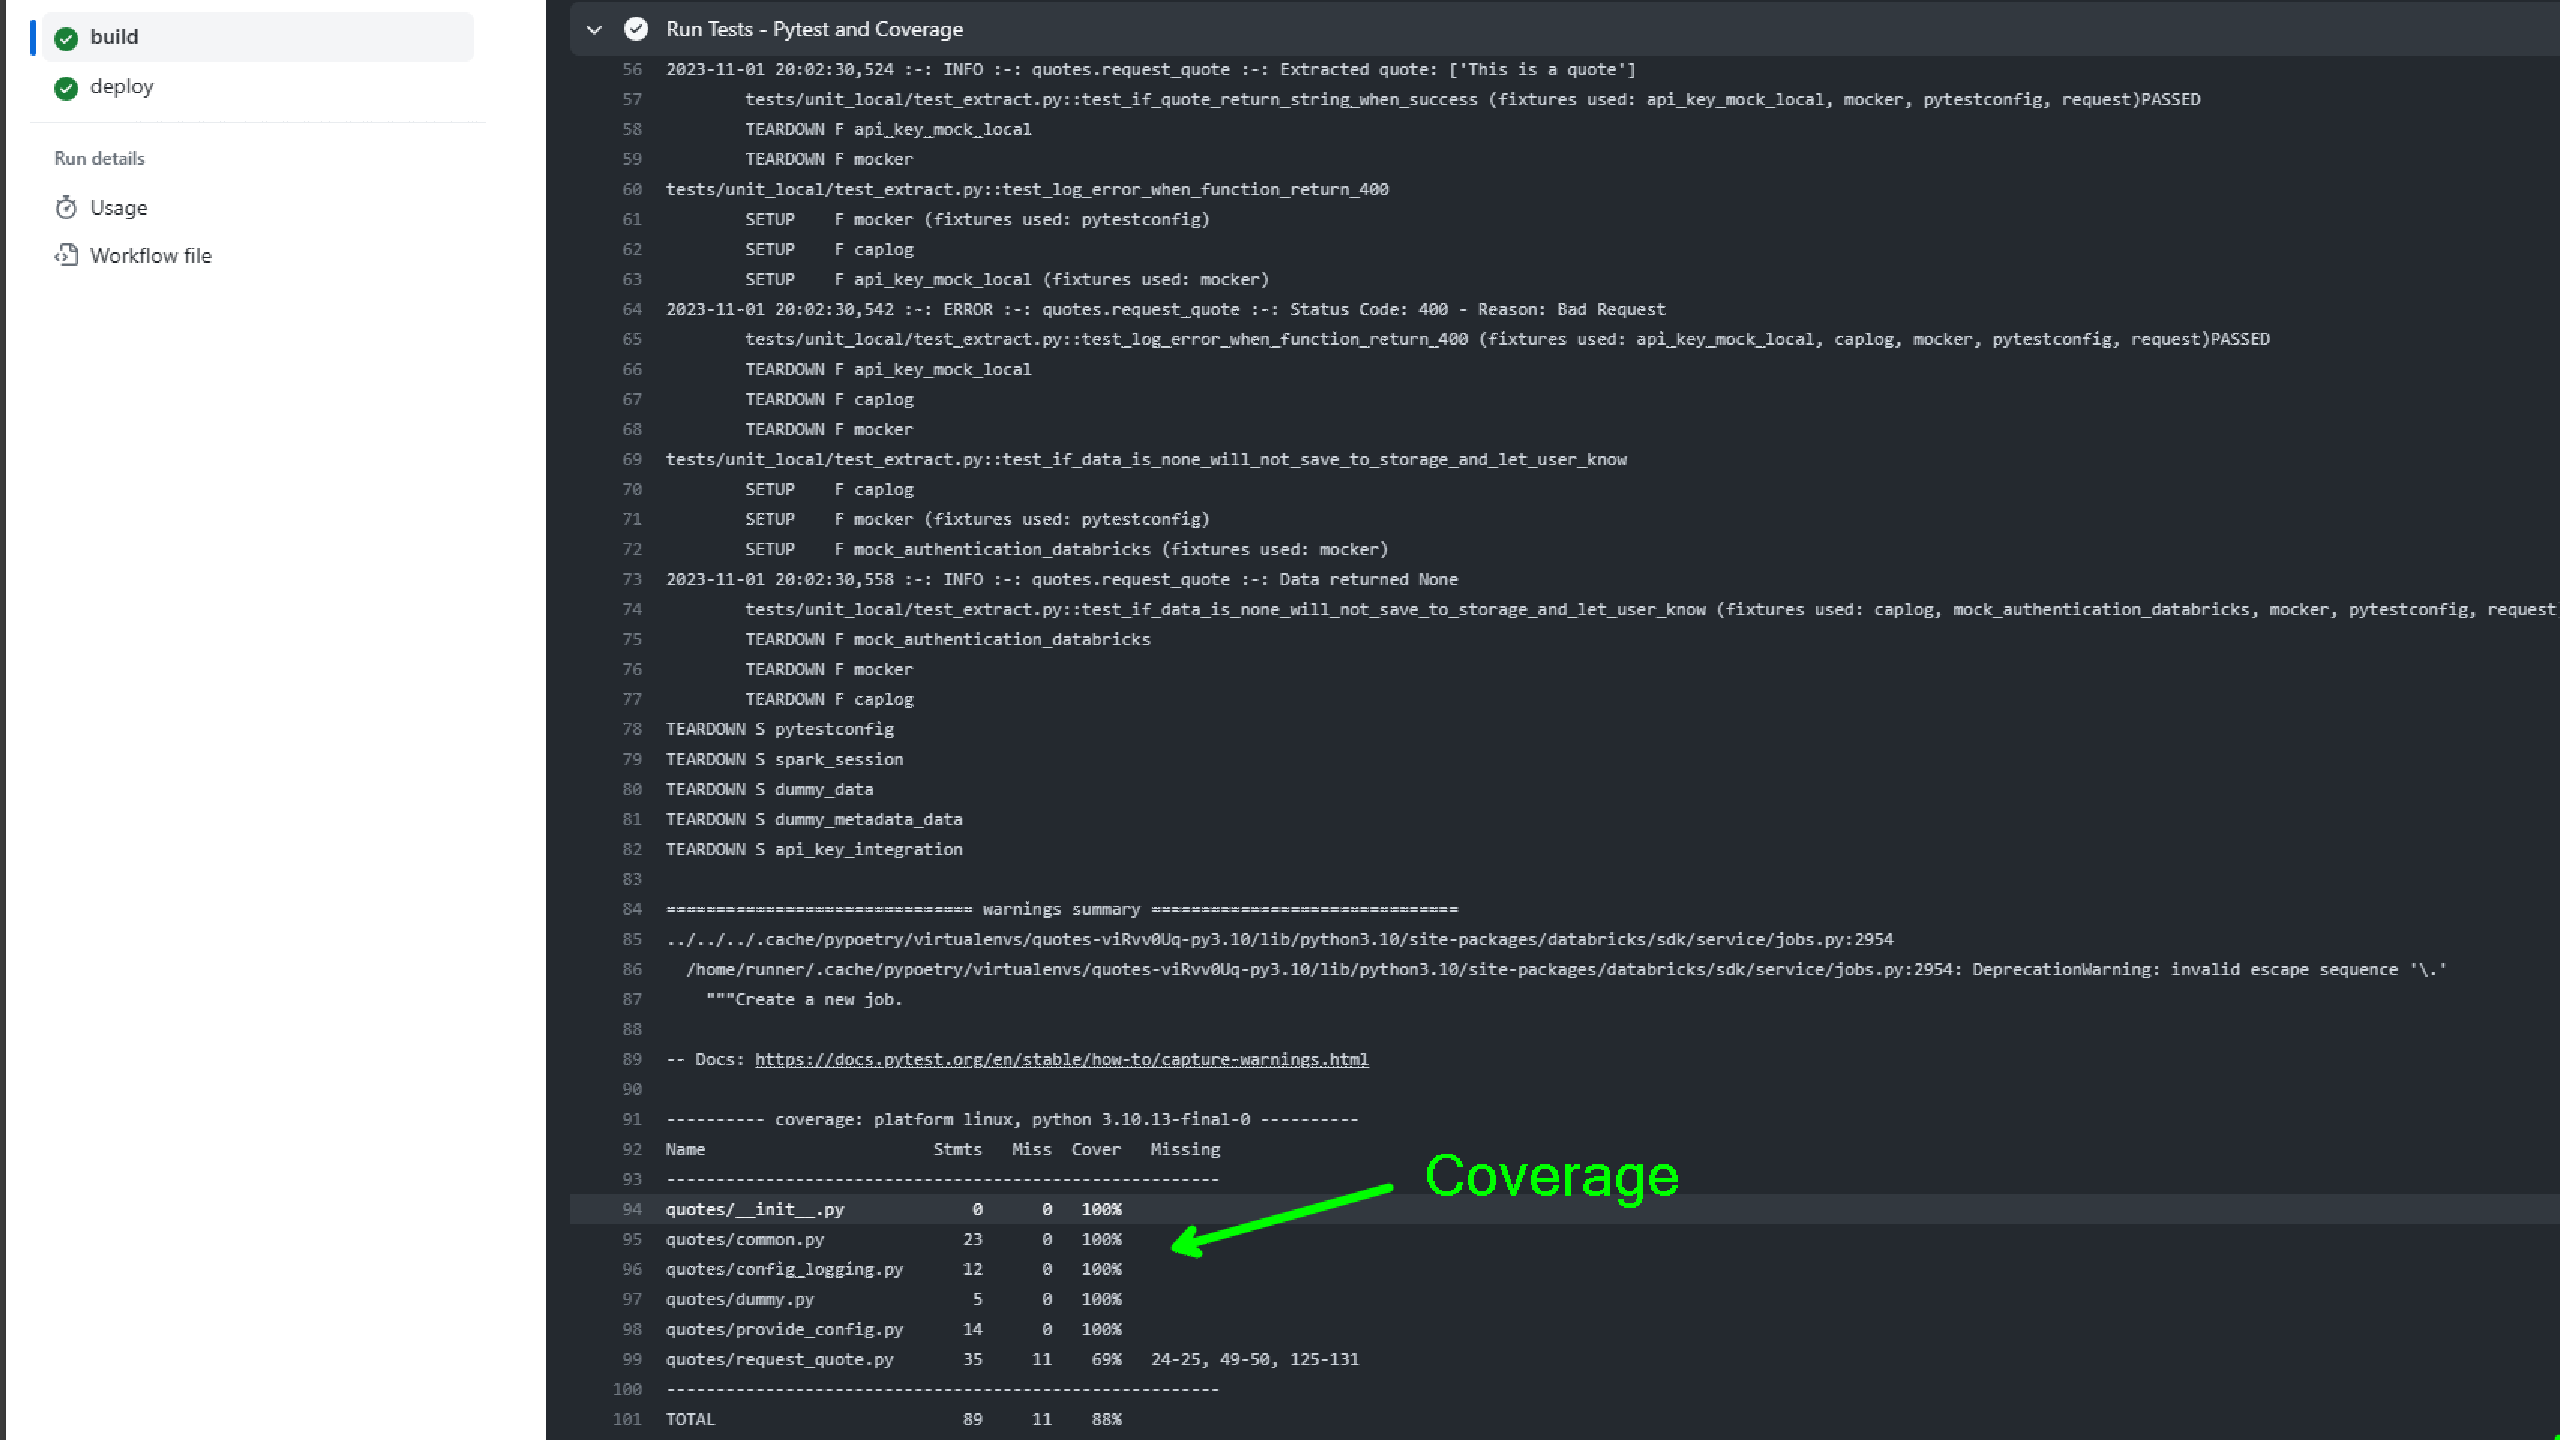 build
deploy
Run details
Usage
Workflow file
Run Tests - Pytest and Coverage
56 2023-11-01 20:02:30,524 :-: INFO :-: quotes.request_quote :-: Extracted quote: ['This is a quote']
57 tests/unit_local/test_extract.py::test_if_quote_return_string_when_success (fixtures used: api_key_mock_local, mocker, pytestconfig, request)PASSED
58 TEARDOWN F api_key_mock_local
59 TEARDOWN F mocker
60 tests/unit_local/test_extract.py::test_log_error_when_function_return_400
61 SETUP    F mocker (fixtures used: pytestconfig)
62 SETUP    F caplog
63 SETUP    F api_key_mock_local (fixtures used: mocker)
64 2023-11-01 20:02:30,542 :-: ERROR :-: quotes.request_quote :-: Status Code: 400 - Reason: Bad Request
65 tests/unit_local/test_extract.py::test_log_error_when_function_return_400 (fixtures used: api_key_mock_local, caplog, mocker, pytestconfig, request)PASSED
66 TEARDOWN F api_key_mock_local
67 TEARDOWN F caplog
68 TEARDOWN F mocker
69 tests/unit_local/test_extract.py::test_if_data_is_none_will_not_save_to_storage_and_let_user_know
70 SETUP    F caplog
71 SETUP    F mocker (fixtures used: pytestconfig)
72 SETUP    F mock_authentication_databricks (fixtures used: mocker)
73 2023-11-01 20:02:30,558 :-: INFO :-: quotes.request_quote :-: Data returned None
74 tests/unit_local/test_extract.py::test_if_data_is_none_will_not_save_to_storage_and_let_user_know (fixtures used: caplog, mock_authentication_databricks, mocker, pytestconfig, request
75 TEARDOWN F mock_authentication_databricks
76 TEARDOWN F mocker
77 TEARDOWN F caplog
78 TEARDOWN S pytestconfig
79 TEARDOWN S spark_session
80 TEARDOWN S dummy_data
81 TEARDOWN S dummy_metadata_data
82 TEARDOWN S api_key_integration
83
84 =============================== warnings summary ===============================
85 ../../../.cache/pypoetry/virtualenvs/quotes-viRvv0Uq-py3.10/lib/python3.10/site-packages/databricks/sdk/service/jobs.py:2954
86 /home/runner/.cache/pypoetry/virtualenvs/quotes-viRvv0Uq-py3.10/lib/python3.10/site-packages/databricks/sdk/service/jobs.py:2954: DeprecationWarning: invalid escape sequence '\.'
87 """Create a new job.
88
89 -- Docs: https://docs.pytest.org/en/stable/how-to/capture-warnings.html
90
91 ---------- coverage: platform linux, python 3.10.13-final-0 ----------
92 Name Stmts Miss Cover Missing
93 --------------------------------------------------------
Coverage
94 quotes/__init__.py 0 0 100%
95 quotes/common.py 23 0 100%
96 quotes/config_logging.py 12 0 100%
97 quotes/dummy.py 5 0 100%
98 quotes/provide_config.py 14 0 100%
99 quotes/request_quote.py 35 11 69% 24-25, 49-50, 125-131
100 --------------------------------------------------------
101 TOTAL 89 11 88%